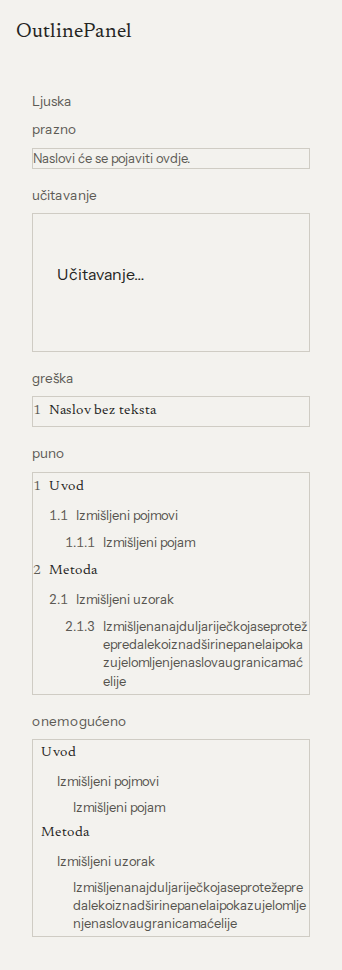 OutlinePanel
Ljuska
prazno
Naslovi će se pojaviti ovdje.
učitavanje
Učitavanje…
greška
1 Naslov bez teksta
puno
1 Uvod
1.1 Izmišljeni pojmovi
1.1.1 Izmišljeni pojam
2 Metoda
2.1 Izmišljeni uzorak
2.1.3 Izmišljenanajduljariječkojaseprotež
epredalekoiznadširinepanelaipoka
zujelomljenjenaslovaugranicamać
elije
onemogućeno
Uvod
Izmišljeni pojmovi
Izmišljeni pojam
Metoda
Izmišljeni uzorak
Izmišljenanajduljariječkojaseprotežepre
dalekoiznadširinepanelaipokazujelomlje
njenaslovaugranicamaćelije